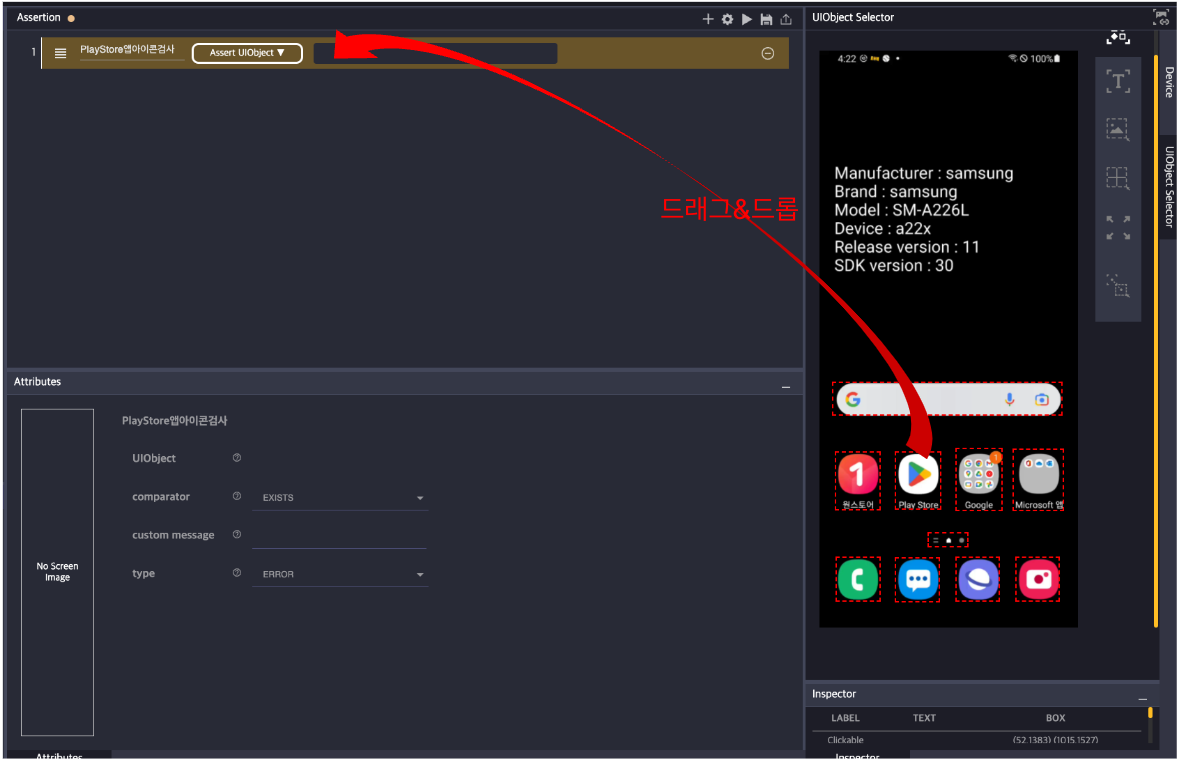 Assertion
UIObject Selector
1 PlayStore앱아이콘검사 Assert UIObject ▼
4:22
100%
Device
UIObject Selector
Manufacturer : samsung
Brand : samsung
Model : SM-A226L
Device : a22x
Release version : 11
SDK version : 30
드래그&드롭
Attributes
PlayStore앱아이콘검사
UIObject
comparator EXISTS
custom message
type ERROR
No Screen
Image
1
원스토어 Play Store Google Microsoft 앱
Inspector
LABEL TEXT BOX
Clickable (52,1383) (1015,1527)
Attributes
Inspector